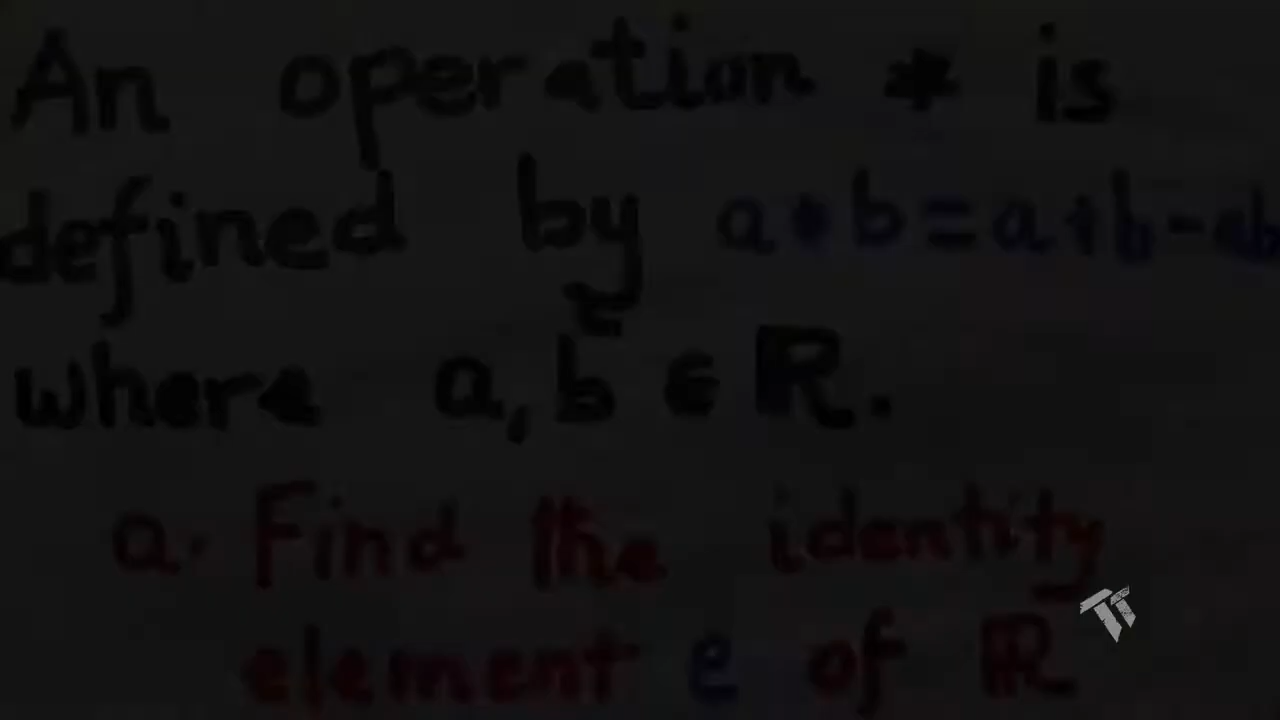 An operation * is
defined by a * b = a + b - ab
where a, b ∈ ℝ.
a. Find the identity
element e of ℝ